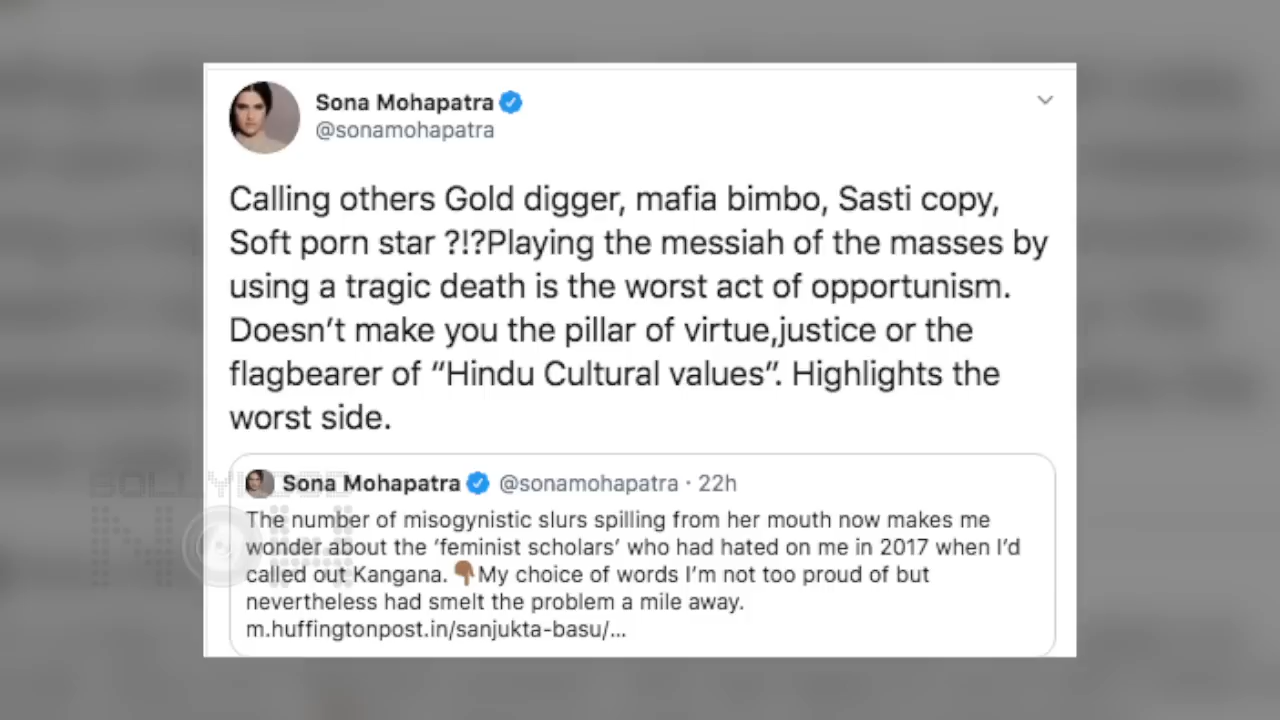 Sona Mohapatra
@sonamohapatra
Calling others Gold digger, mafia bimbo, Sasti copy,
Soft porn star ?!?Playing the messiah of the masses by
using a tragic death is the worst act of opportunism.
Doesn’t make you the pillar of virtue,justice or the
flagbearer of “Hindu Cultural values”. Highlights the
worst side.
Sona Mohapatra @sonamohapatra · 22h
The number of misogynistic slurs spilling from her mouth now makes me
wonder about the ‘feminist scholars’ who had hated on me in 2017 when I’d
called out Kangana. 👇🏾My choice of words I’m not too proud of but
nevertheless had smelt the problem a mile away.
m.huffingtonpost.in/sanjukta-basu/...
BOLLYWOOD
NOW